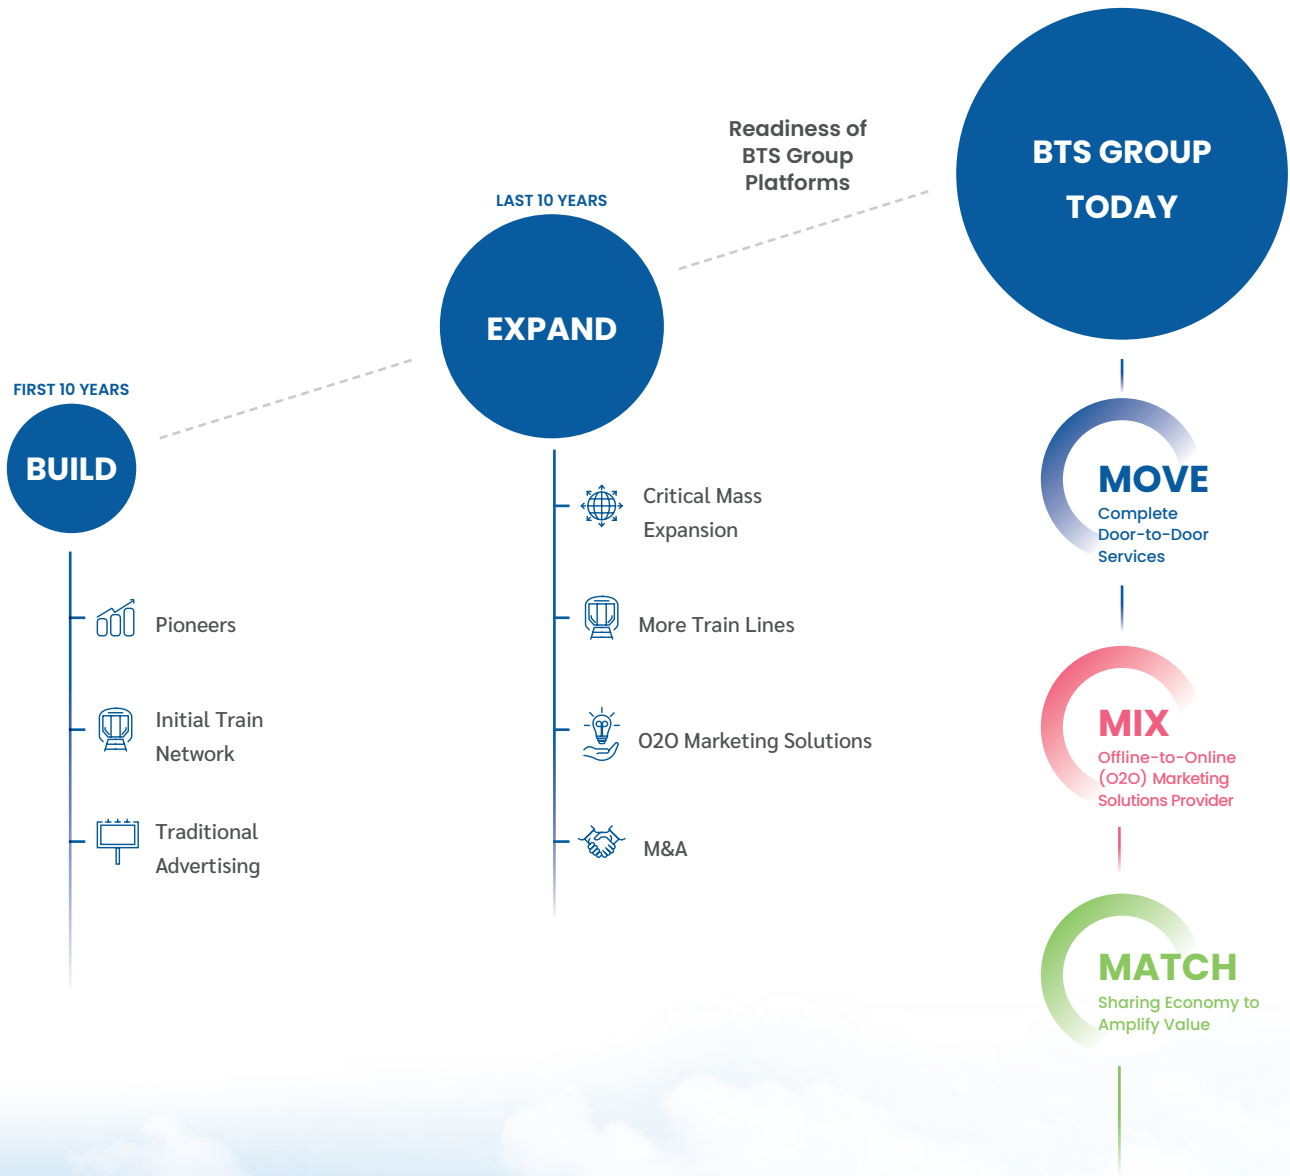 FIRST 10 YEARS
BUILD
Pioneers
Initial Train
Network
Traditional
Advertising
LAST 10 YEARS
EXPAND
Critical Mass
Expansion
More Train Lines
O2O Marketing Solutions
M&A
Readiness of
BTS Group
Platforms
BTS GROUP
TODAY
MOVE
Complete
Door-to-Door
Services
MIX
Offline-to-Online
(O2O) Marketing
Solutions Provider
MATCH
Sharing Economy to
Amplify Value